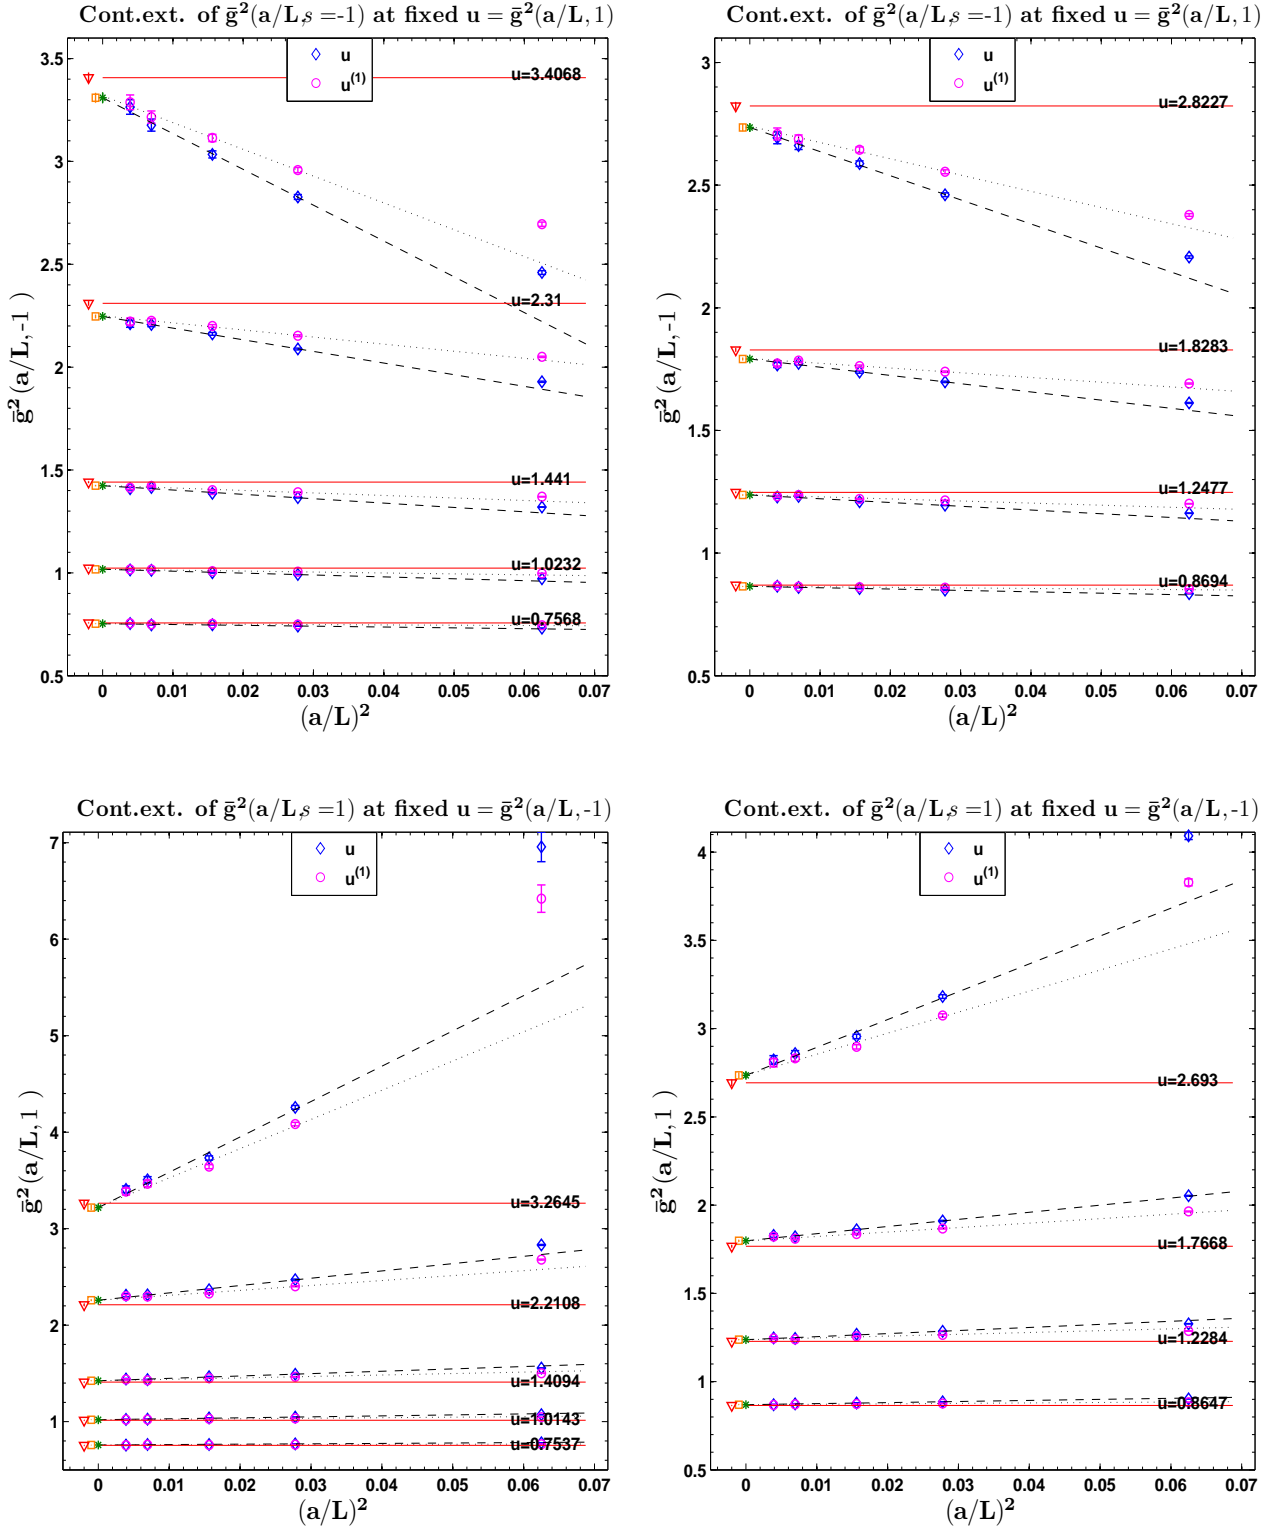 Cont.ext. of ḡ²(a/L,s =-1) at fixed u = ḡ²(a/L, 1)
u
u⁽¹⁾
3.5
3
2.5
2
1.5
1
0.5
ḡ²(a/L,-1 )
u=3.4068
u=2.31
u=1.441
u=1.0232
u=0.7568
0 0.01 0.02 0.03 0.04 0.05 0.06 0.07
(a/L)²
Cont.ext. of ḡ²(a/L,s =-1) at fixed u = ḡ²(a/L, 1)
u
u⁽¹⁾
3
2.5
2
1.5
1
0.5
ḡ²(a/L,-1 )
u=2.8227
u=1.8283
u=1.2477
u=0.8694
0 0.01 0.02 0.03 0.04 0.05 0.06 0.07
(a/L)²
Cont.ext. of ḡ²(a/L,s =1) at fixed u = ḡ²(a/L, -1)
u
u⁽¹⁾
7
6
5
4
3
2
1
ḡ²(a/L, 1 )
u=3.2645
u=2.2108
u=1.4094
u=1.0143
u=0.7537
0 0.01 0.02 0.03 0.04 0.05 0.06 0.07
(a/L)²
Cont.ext. of ḡ²(a/L,s =1) at fixed u = ḡ²(a/L, -1)
u
u⁽¹⁾
4
3.5
3
2.5
2
1.5
1
0.5
ḡ²(a/L, 1 )
u=2.693
u=1.7668
u=1.2284
u=0.8647
0 0.01 0.02 0.03 0.04 0.05 0.06 0.07
(a/L)²